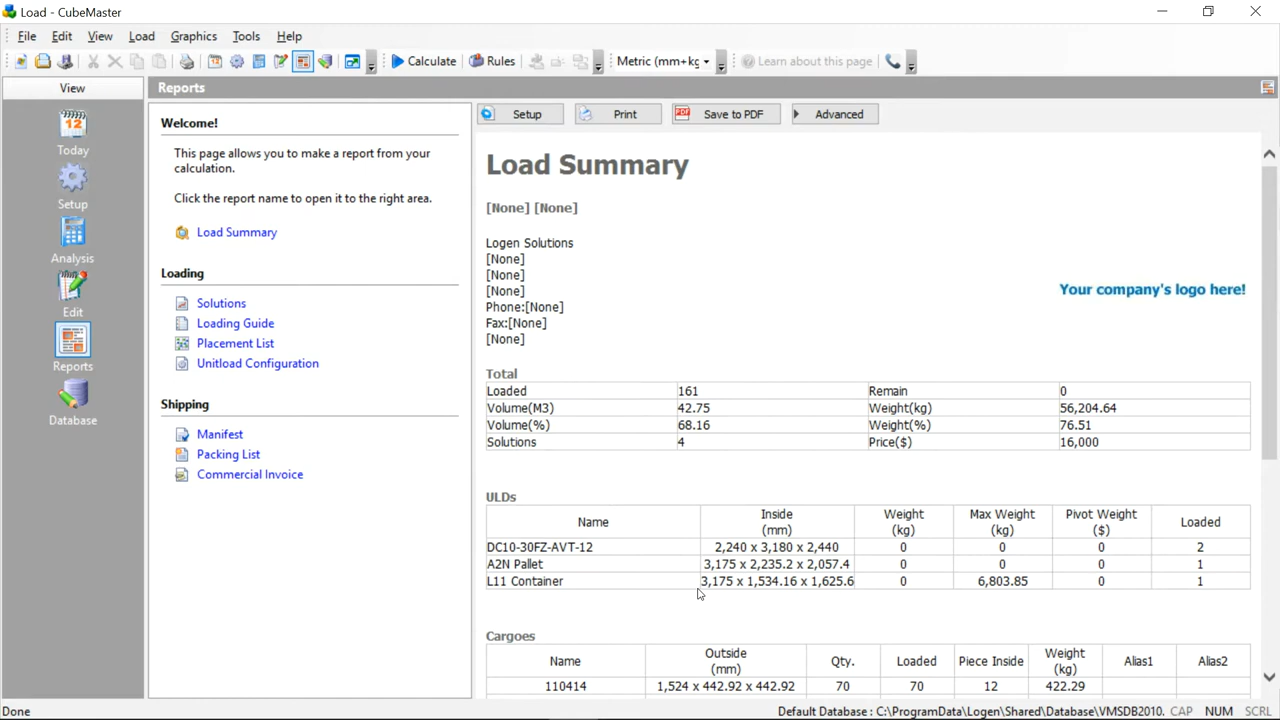 Load - CubeMaster
File Edit View Load Graphics Tools Help
Calculate Rules Metric (mm+kg Learn about this page
View Reports
Today
Setup
Analysis
Edit
Reports
Database
Welcome!
This page allows you to make a report from your
calculation.
Click the report name to open it to the right area.
Load Summary
Loading
Solutions
Loading Guide
Placement List
Unitload Configuration
Shipping
Manifest
Packing List
Commercial Invoice
Setup Print Save to PDF Advanced
Load Summary
[None] [None]
Logen Solutions
[None]
[None]
[None]
Phone:[None]
Fax:[None]
[None]
Your company's logo here!
Total
Loaded 161 Remain 0
Volume(M3) 42.75 Weight(kg) 56,204.64
Volume(%) 68.16 Weight(%) 76.51
Solutions 4 Price($) 16,000
ULDs
Name Inside (mm) Weight (kg) Max Weight (kg) Pivot Weight ($) Loaded
DC10-30FZ-AVT-12 2,240 x 3,180 x 2,440 0 0 0 2
A2N Pallet 3,175 x 2,235.2 x 2,057.4 0 0 0 1
L11 Container 3,175 x 1,534.16 x 1,625.6 0 6,803.85 0 1
Cargoes
Name Outside (mm) Qty. Loaded Piece Inside Weight (kg) Alias1 Alias2
110414 1,524 x 442.92 x 442.92 70 70 12 422.29
Done Default Database : C:\ProgramData\Logen\Shared\Database\VMSDB2010. CAP NUM SCRL